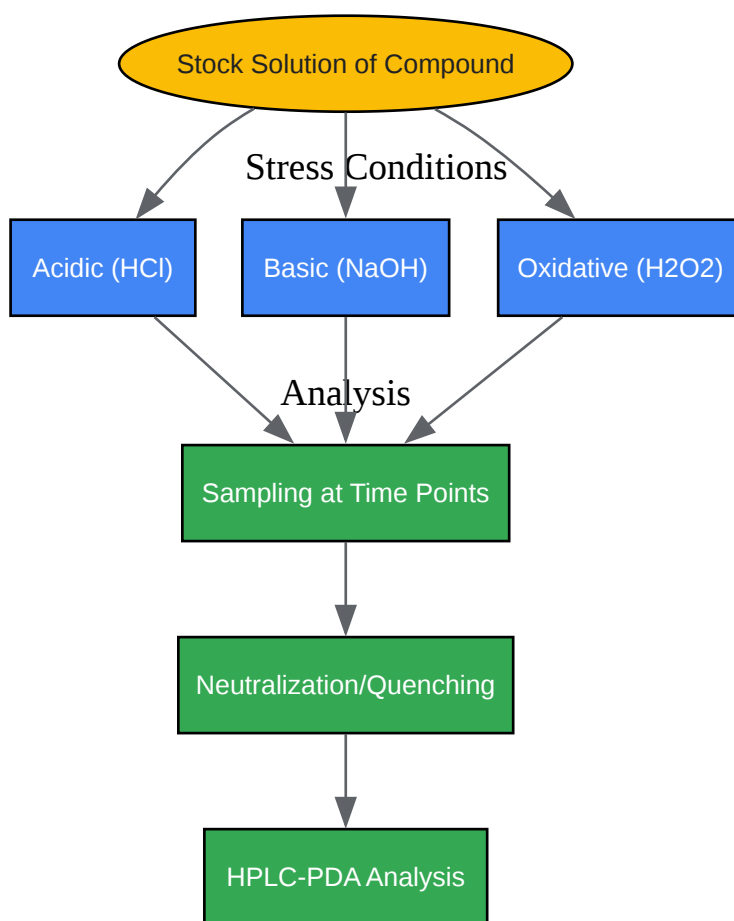 Stock Solution of Compound
Stress Conditions
Acidic (HCl)
Basic (NaOH)
Oxidative (H2O2)
Analysis
Sampling at Time Points
Neutralization/Quenching
HPLC-PDA Analysis